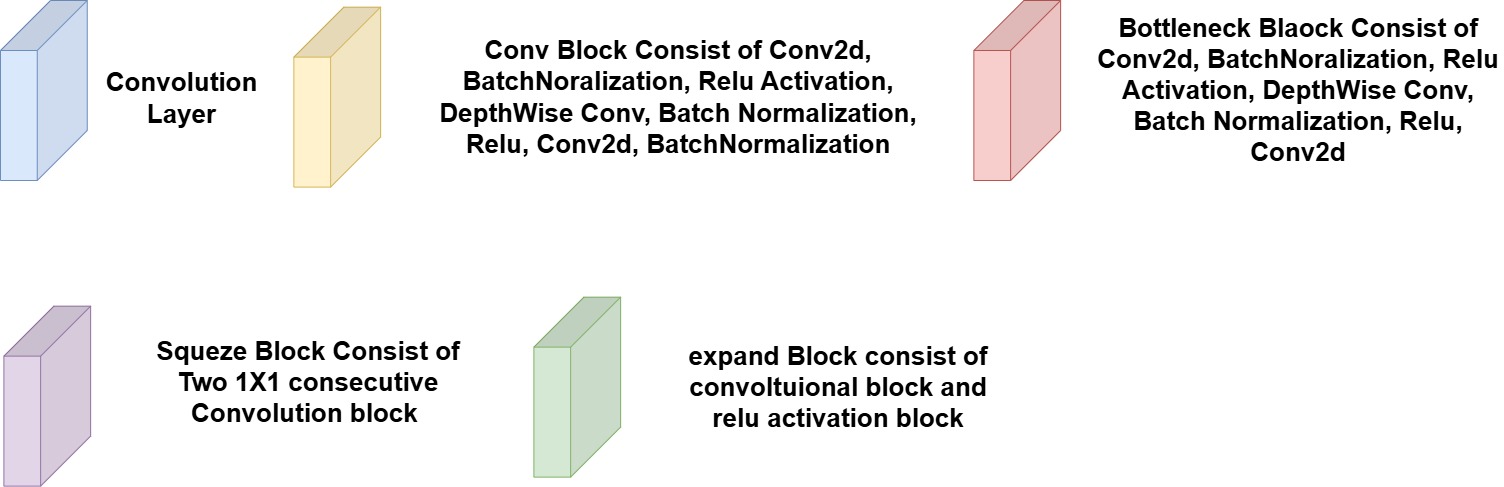 Convolution
Layer
Conv Block Consist of Conv2d,
BatchNoralization, Relu Activation,
DepthWise Conv, Batch Normalization,
Relu, Conv2d, BatchNormalization
Bottleneck Blaock Consist of
Conv2d, BatchNoralization, Relu
Activation, DepthWise Conv,
Batch Normalization, Relu,
Conv2d
Squeze Block Consist of
Two 1X1 consecutive
Convolution block
expand Block consist of
convoltuional block and
relu activation block